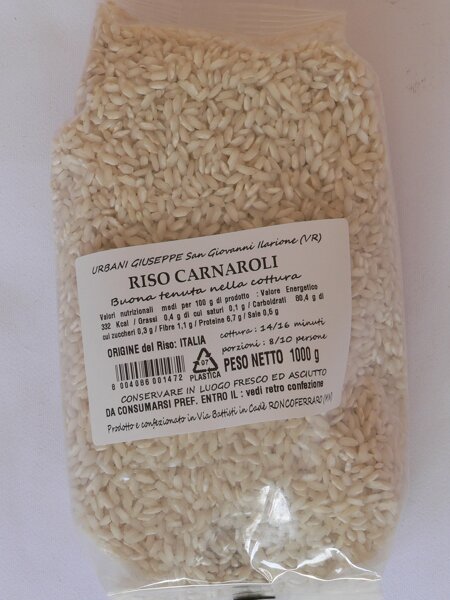 URBANI GIUSEPPE San Giovanni Ilarione (VR)
RISO CARNAROLI
Buona tenuta nella cottura
Valori nutrizionali medi per 100 g di prodotto : Valore Energetico
332 Kcal / Grassi 0,4 g di cui saturi 0,1 g / Carboidrati 80,4 g di
cui zuccheri 0,3 g / Fibre 1,1 g / Proteine 6,7 g / Sale 0,6 g
cottura : 14/16 minuti
ORIGINE del Riso: ITALIA
porzioni : 8/10 persone
07
PLASTICA
PESO NETTO 1000 g
8 004086 001472
CONSERVARE IN LUOGO FRESCO ED ASCIUTTO
DA CONSUMARSI PREF. ENTRO IL : vedi retro confezione
Prodotto e confezionato in Via Battisti in Cadè RONCOFERRARO (MN)